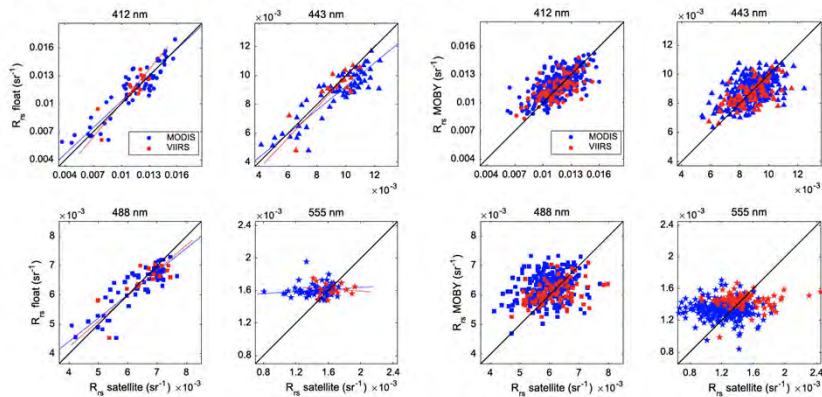 412 nm
443 nm
412 nm
443 nm
×10⁻³
×10⁻³
0.016
0.013
0.01
0.007
0.004
R_rs float (sr⁻¹)
MODIS
VIIRS
0.004 0.007 0.01 0.013 0.016
12
10
8
6
4
4 6 8 10 12
×10⁻³
0.016
0.013
0.01
0.007
0.004
R_rs MOBY (sr⁻¹)
MODIS
VIIRS
0.004 0.007 0.01 0.013 0.016
12
10
8
6
4
4 6 8 10 12
×10⁻³
488 nm
555 nm
488 nm
555 nm
×10⁻³
×10⁻³
×10⁻³
×10⁻³
8
7
6
5
4
R_rs float (sr⁻¹)
4 5 6 7 8
R_rs satellite (sr⁻¹) ×10⁻³
2.4
2
1.6
1.2
0.8
0.8 1.2 1.6 2 2.4
R_rs satellite (sr⁻¹) ×10⁻³
8
7
6
5
4
R_rs MOBY (sr⁻¹)
4 5 6 7 8
R_rs satellite (sr⁻¹) ×10⁻³
2.4
2
1.6
1.2
0.8
0.8 1.2 1.6 2 2.4
R_rs satellite (sr⁻¹) ×10⁻³